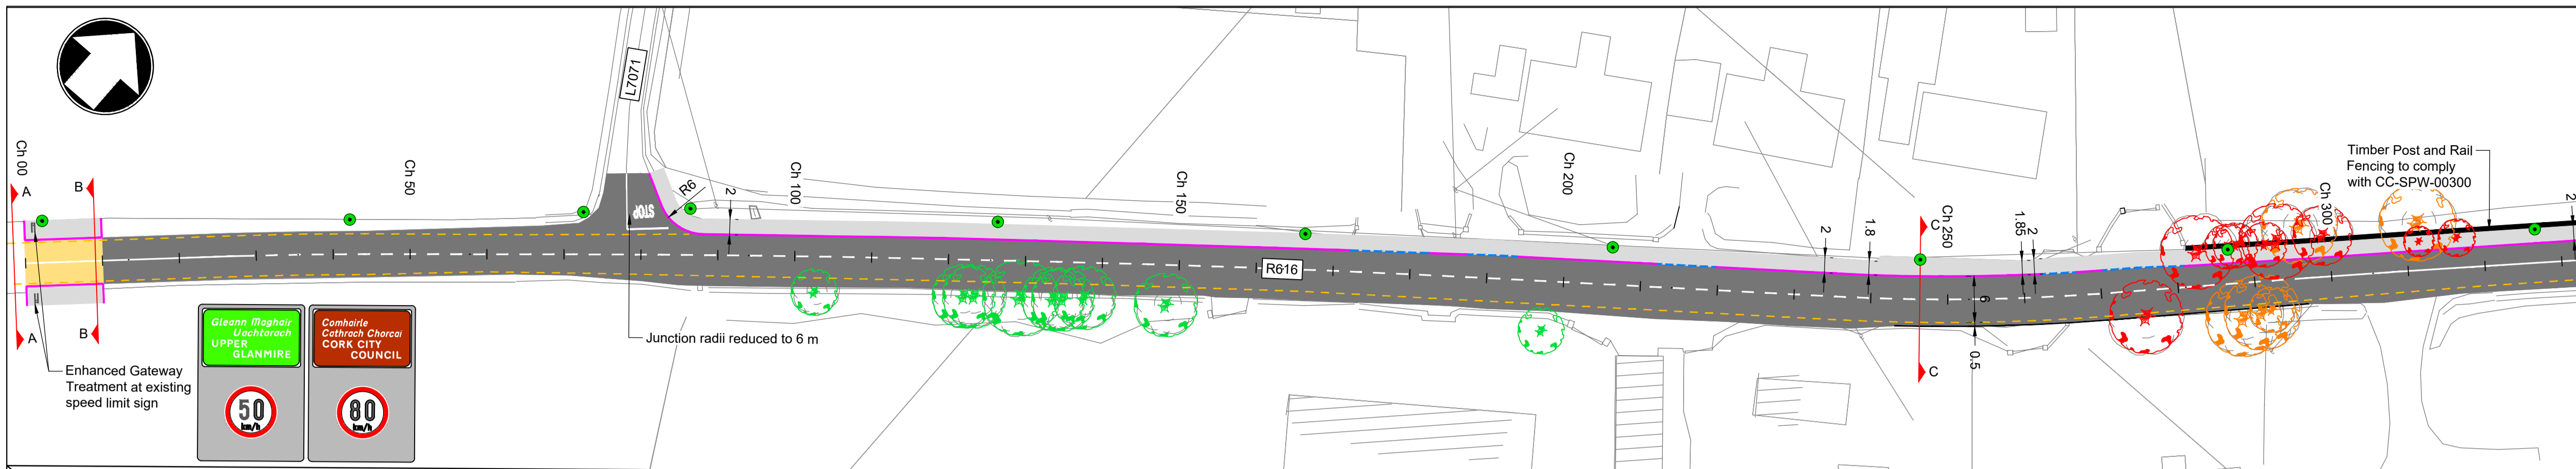 Ch 00
A
B
A
B
Enhanced Gateway
Treatment at existing
speed limit sign
Gleann Maghair
Uachtarach
UPPER
GLANMIRE
50
km/h
Comhairle
Cathrach Chorcaí
CORK CITY
COUNCIL
80
km/h
Ch 50
L7071
STOP
R6
2
Junction radii reduced to 6 m
Ch 100
Ch 150
R616
Ch 200
2
1.8
C
Ch 250
C
6
0.5
1.85
2
Ch 300
Timber Post and Rail
Fencing to comply
with CC-SPW-00300
2